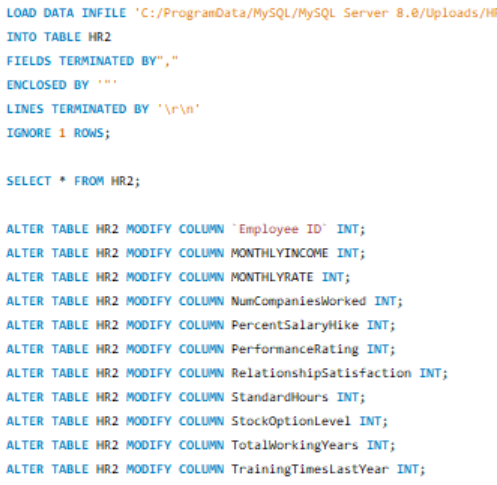 LOAD DATA INFILE 'C:/ProgramData/MySQL/MySQL Server 8.0/Uploads/
INTO TABLE HR2
FIELDS TERMINATED BY","
ENCLOSED BY '"'
LINES TERMINATED BY '\r\n'
IGNORE 1 ROWS;
SELECT * FROM HR2;
ALTER TABLE HR2 MODIFY COLUMN `Employee ID` INT;
ALTER TABLE HR2 MODIFY COLUMN MONTHLYINCOME INT;
ALTER TABLE HR2 MODIFY COLUMN MONTHLYRATE INT;
ALTER TABLE HR2 MODIFY COLUMN NumCompaniesWorked INT;
ALTER TABLE HR2 MODIFY COLUMN PercentSalaryHike INT;
ALTER TABLE HR2 MODIFY COLUMN PerformanceRating INT;
ALTER TABLE HR2 MODIFY COLUMN RelationshipSatisfaction INT;
ALTER TABLE HR2 MODIFY COLUMN StandardHours INT;
ALTER TABLE HR2 MODIFY COLUMN StockOptionLevel INT;
ALTER TABLE HR2 MODIFY COLUMN TotalWorkingYears INT;
ALTER TABLE HR2 MODIFY COLUMN TrainingTimesLastYear INT;